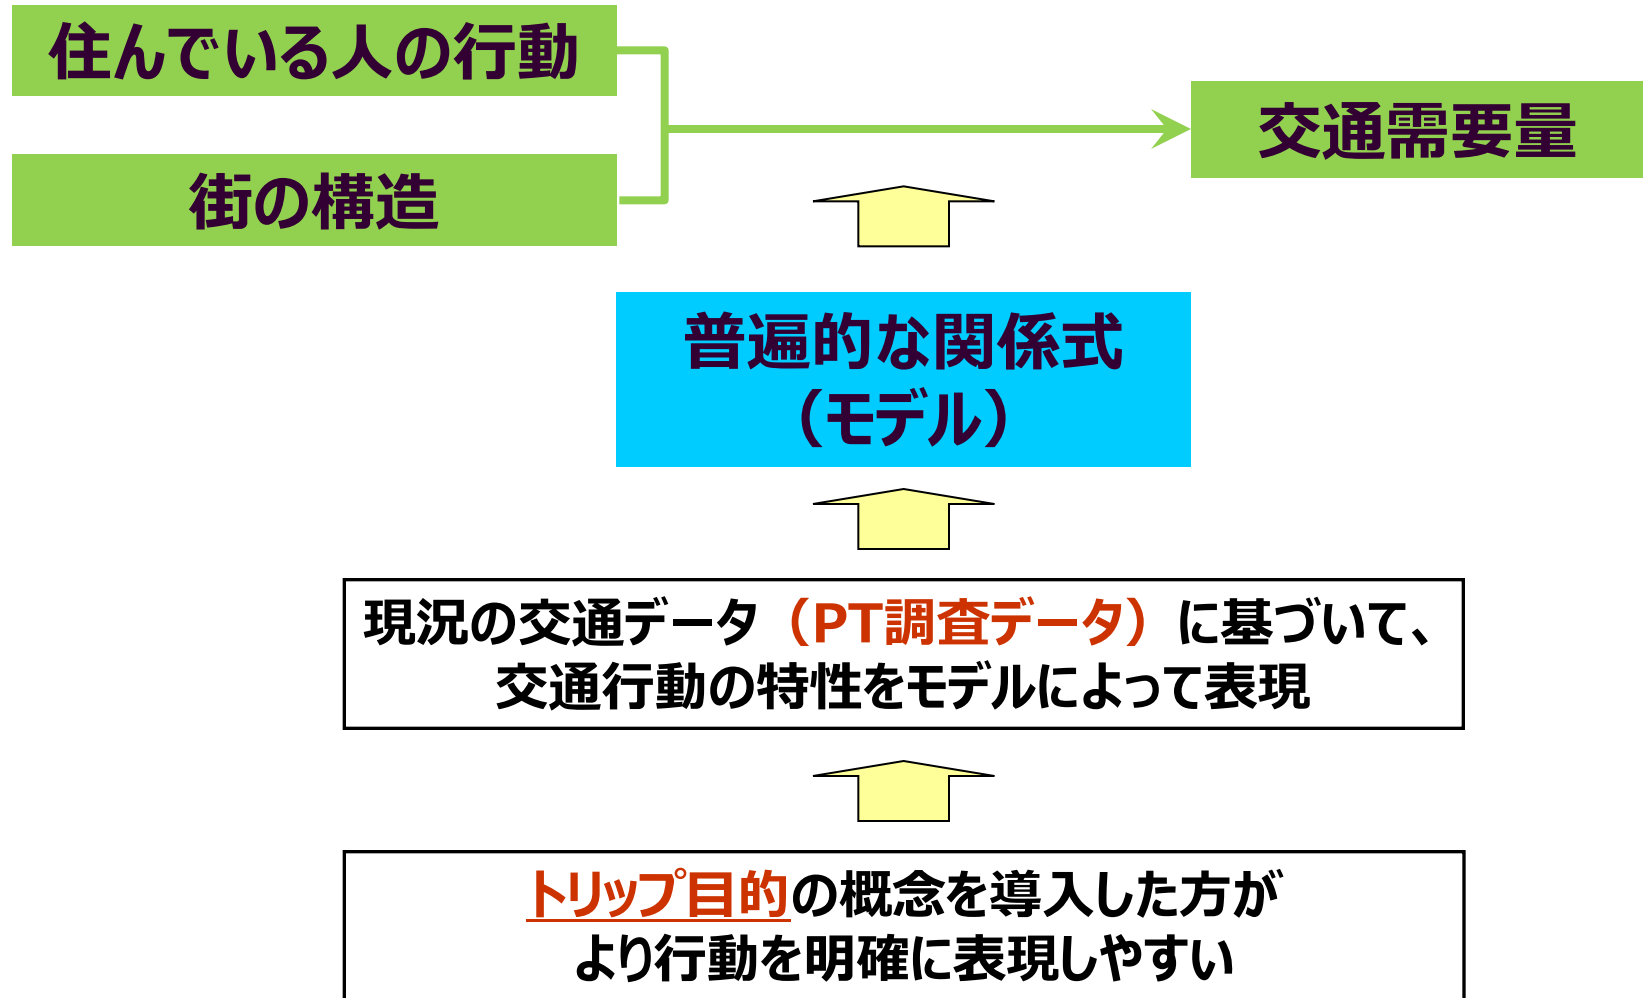 住んでいる人の行動
街の構造
交通需要量
普遍的な関係式
（モデル）
現況の交通データ（PT調査データ）に基づいて、
交通行動の特性をモデルによって表現
トリップ目的の概念を導入した方が
より行動を明確に表現しやすい